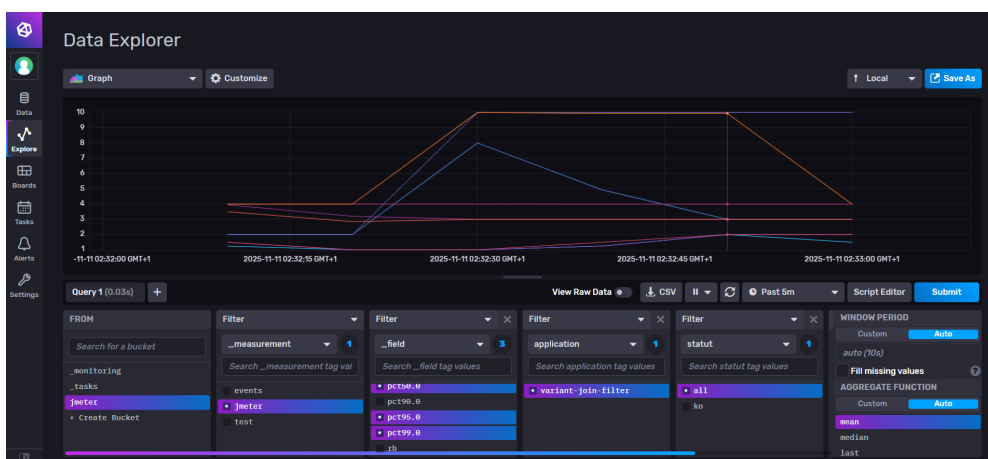 Data Explorer
Graph
Customize
Local
Save As
Data
Explore
Boards
Tasks
Alerts
Settings
10
9
8
7
6
5
4
3
2
1
-11-11 02:32:00 GMT+1
2025-11-11 02:32:15 GMT+1
2025-11-11 02:32:30 GMT+1
2025-11-11 02:32:45 GMT+1
2025-11-11 02:33:00 GMT+1
Query 1 (0.03s)
+
View Raw Data
CSV
Past 5m
Script Editor
Submit
FROM
Search for a bucket
_monitoring
_tasks
jmeter
+ Create Bucket
Filter
_measurement
1
Search _measurement tag val
events
jmeter
test
Filter
_field
3
Search _field tag values
pct50.0
pct90.0
pct95.0
pct99.0
rb
Filter
application
1
Search application tag values
variant-join-filter
Filter
statut
1
Search statut tag values
all
ko
WINDOW PERIOD
Custom
Auto
auto (10s)
Fill missing values
?
AGGREGATE FUNCTION
Custom
Auto
mean
median
last